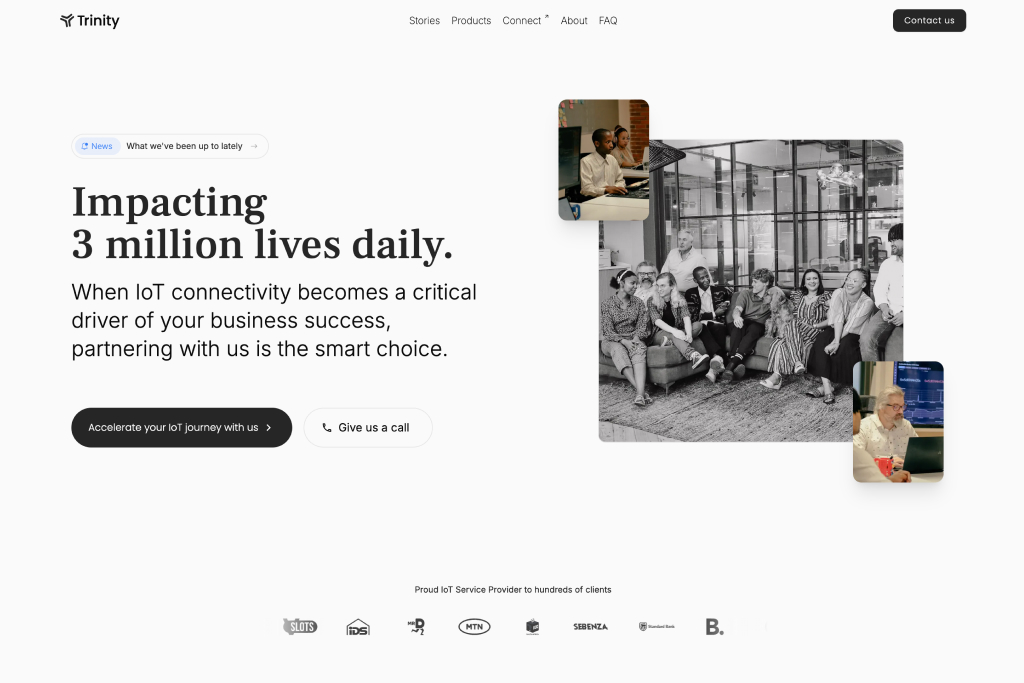 Trinity
Stories Products Connect ↗ About FAQ
Contact us
News What we've been up to lately →
Impacting
3 million lives daily.
When IoT connectivity becomes a critical
driver of your business success,
partnering with us is the smart choice.
Accelerate your IoT journey with us >
Give us a call
Proud IoT Service Provider to hundreds of clients
SLOTS iDS MR D MTN SEBENZA Standard Bank B.